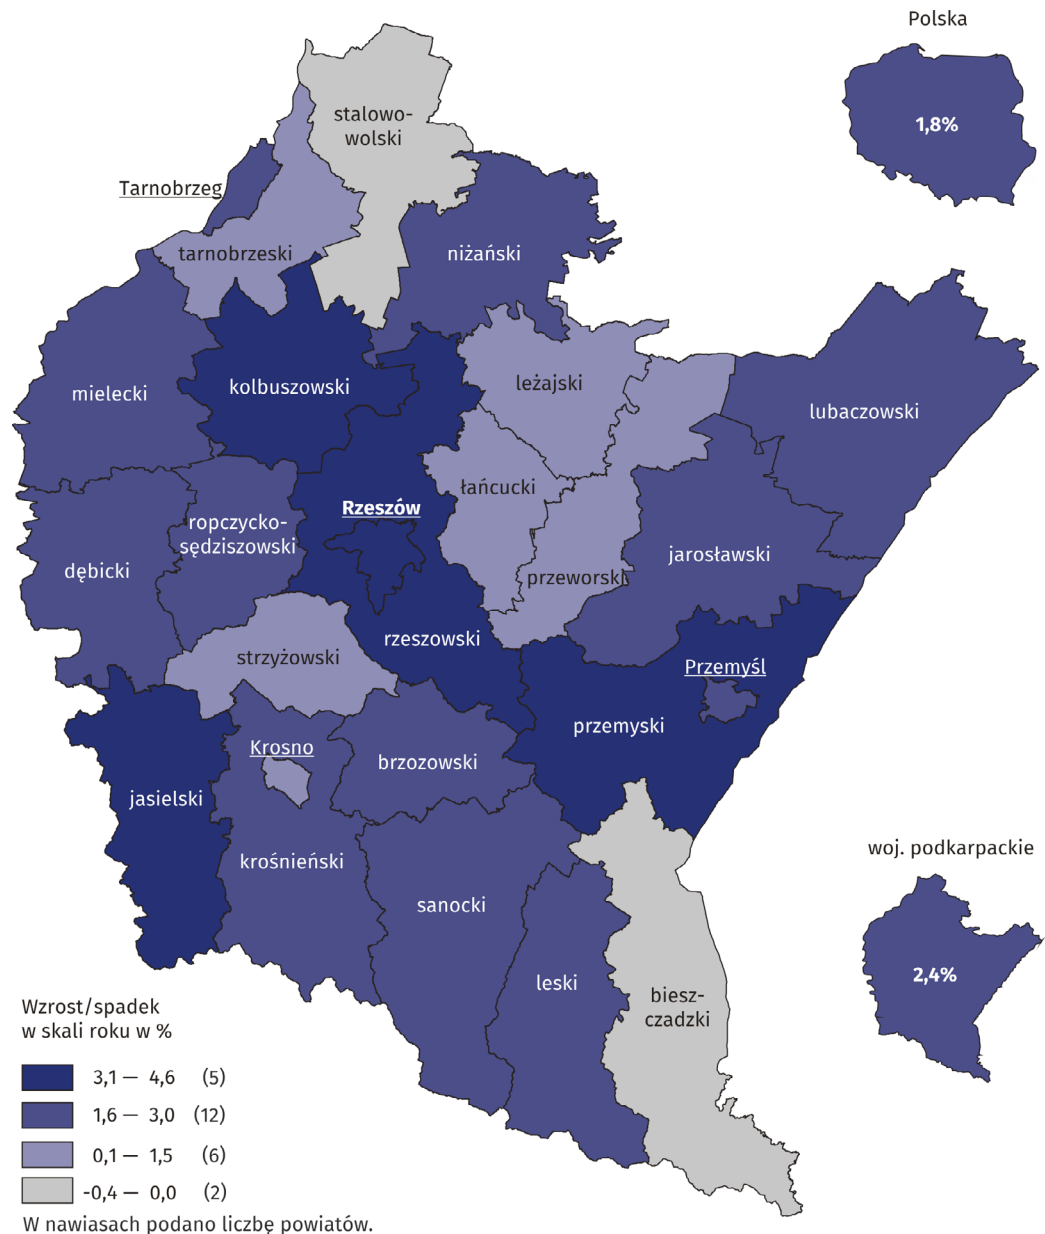 Polska
1,8%
stalowo-
wolski
Tarnobrzeg
tarnobrzeski
niżański
mielecki
kolbuszowski
leżajski
lubaczowski
łańcucki
Rzeszów
ropczycko-
sędziszowski
dębicki
jarosławski
przeworski
rzeszowski
strzyżowski
Przemyśl
przemyski
Krosno
brzozowski
jasielski
krośnieński
sanocki
leski
biesz-
czadzki
woj. podkarpackie
2,4%
Wzrost/spadek
w skali roku w %
3,1 — 4,6 (5)
1,6 — 3,0 (12)
0,1 — 1,5 (6)
-0,4 — 0,0 (2)
W nawiasach podano liczbę powiatów.